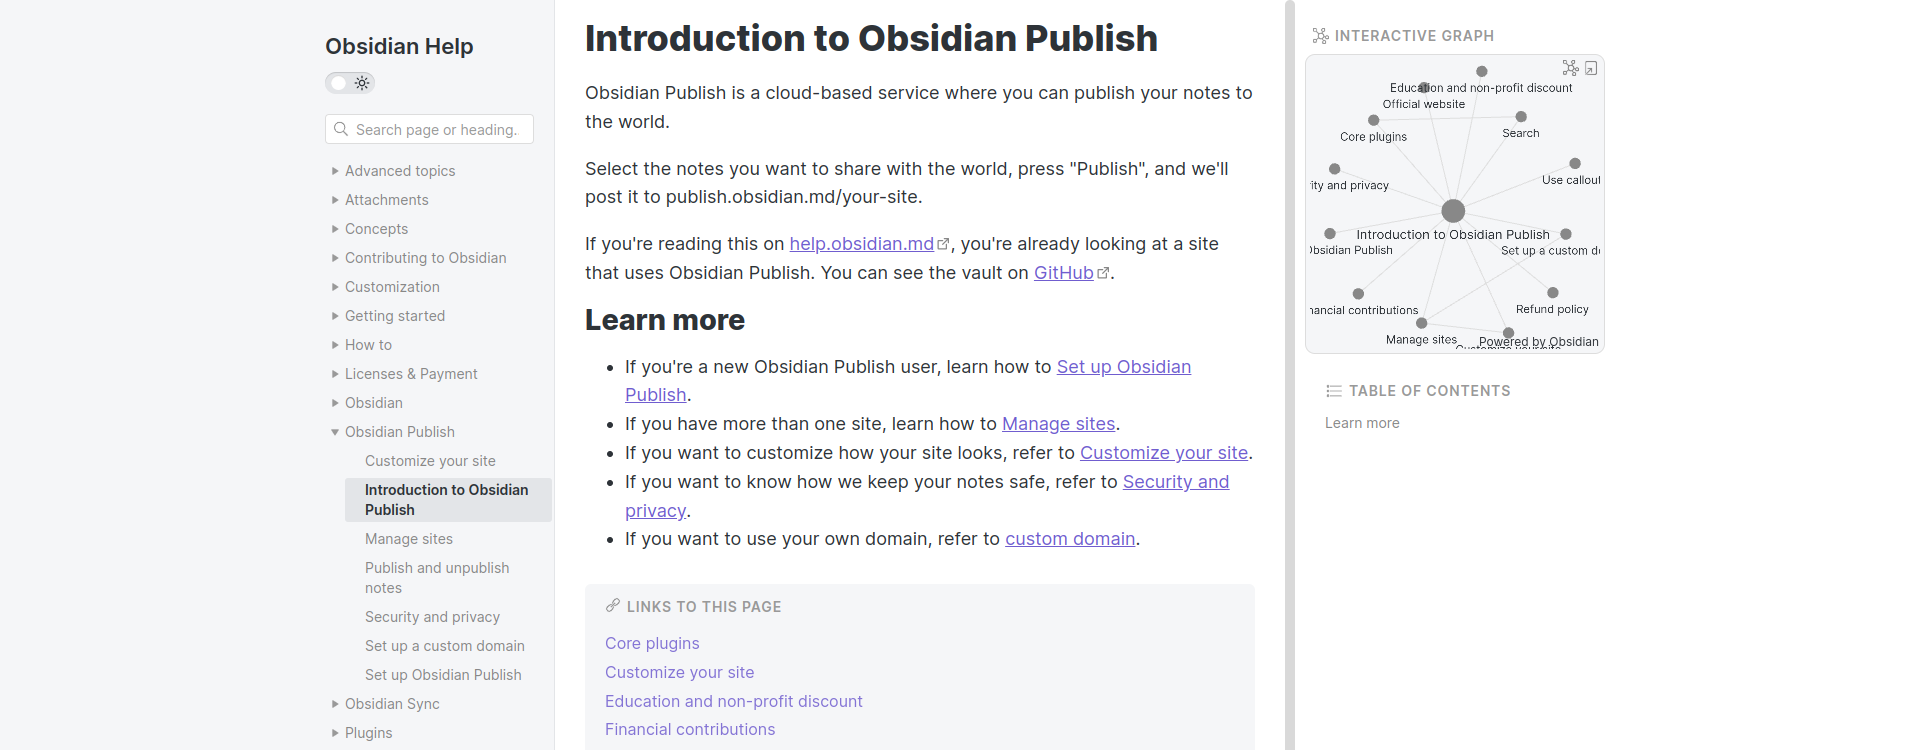 Obsidian Help
Search page or heading..
Advanced topics
Attachments
Concepts
Contributing to Obsidian
Customization
Getting started
How to
Licenses & Payment
Obsidian
Obsidian Publish
Customize your site
Introduction to Obsidian
Publish
Manage sites
Publish and unpublish
notes
Security and privacy
Set up a custom domain
Set up Obsidian Publish
Obsidian Sync
Plugins
Introduction to Obsidian Publish
Obsidian Publish is a cloud-based service where you can publish your notes to
the world.
Select the notes you want to share with the world, press "Publish", and we'll
post it to publish.obsidian.md/your-site.
If you're reading this on help.obsidian.md, you're already looking at a site
that uses Obsidian Publish. You can see the vault on GitHub.
Learn more
If you're a new Obsidian Publish user, learn how to Set up Obsidian
Publish.
If you have more than one site, learn how to Manage sites.
If you want to customize how your site looks, refer to Customize your site.
If you want to know how we keep your notes safe, refer to Security and
privacy.
If you want to use your own domain, refer to custom domain.
LINKS TO THIS PAGE
Core plugins
Customize your site
Education and non-profit discount
Financial contributions
INTERACTIVE GRAPH
Education and non-profit discount
Official website
Core plugins
Search
ity and privacy
Use callout
Introduction to Obsidian Publish
Obsidian Publish
Set up a custom do
nancial contributions
Refund policy
Manage sites
Powered by Obsidian
Customize your site
TABLE OF CONTENTS
Learn more